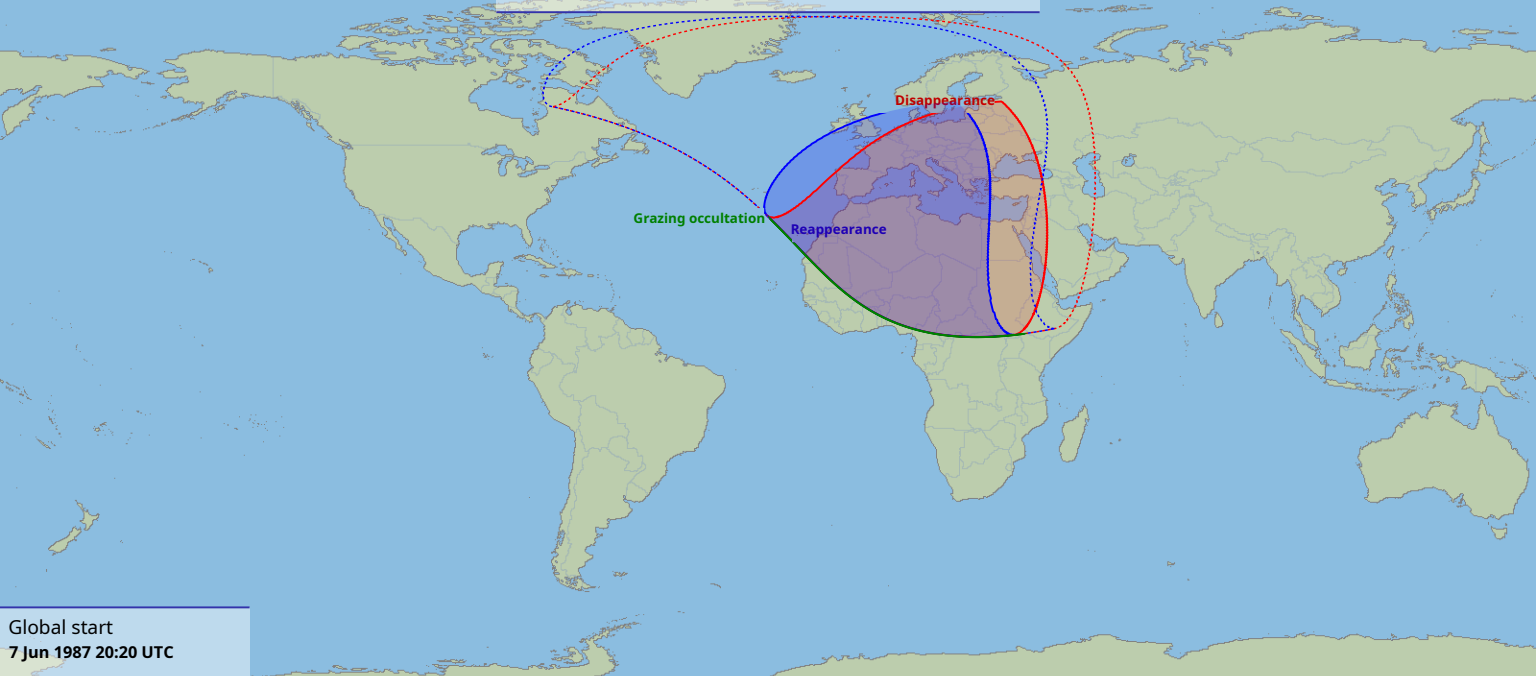 Disappearance
Grazing occultation
Reappearance
Global start
7 Jun 1987 20:20 UTC